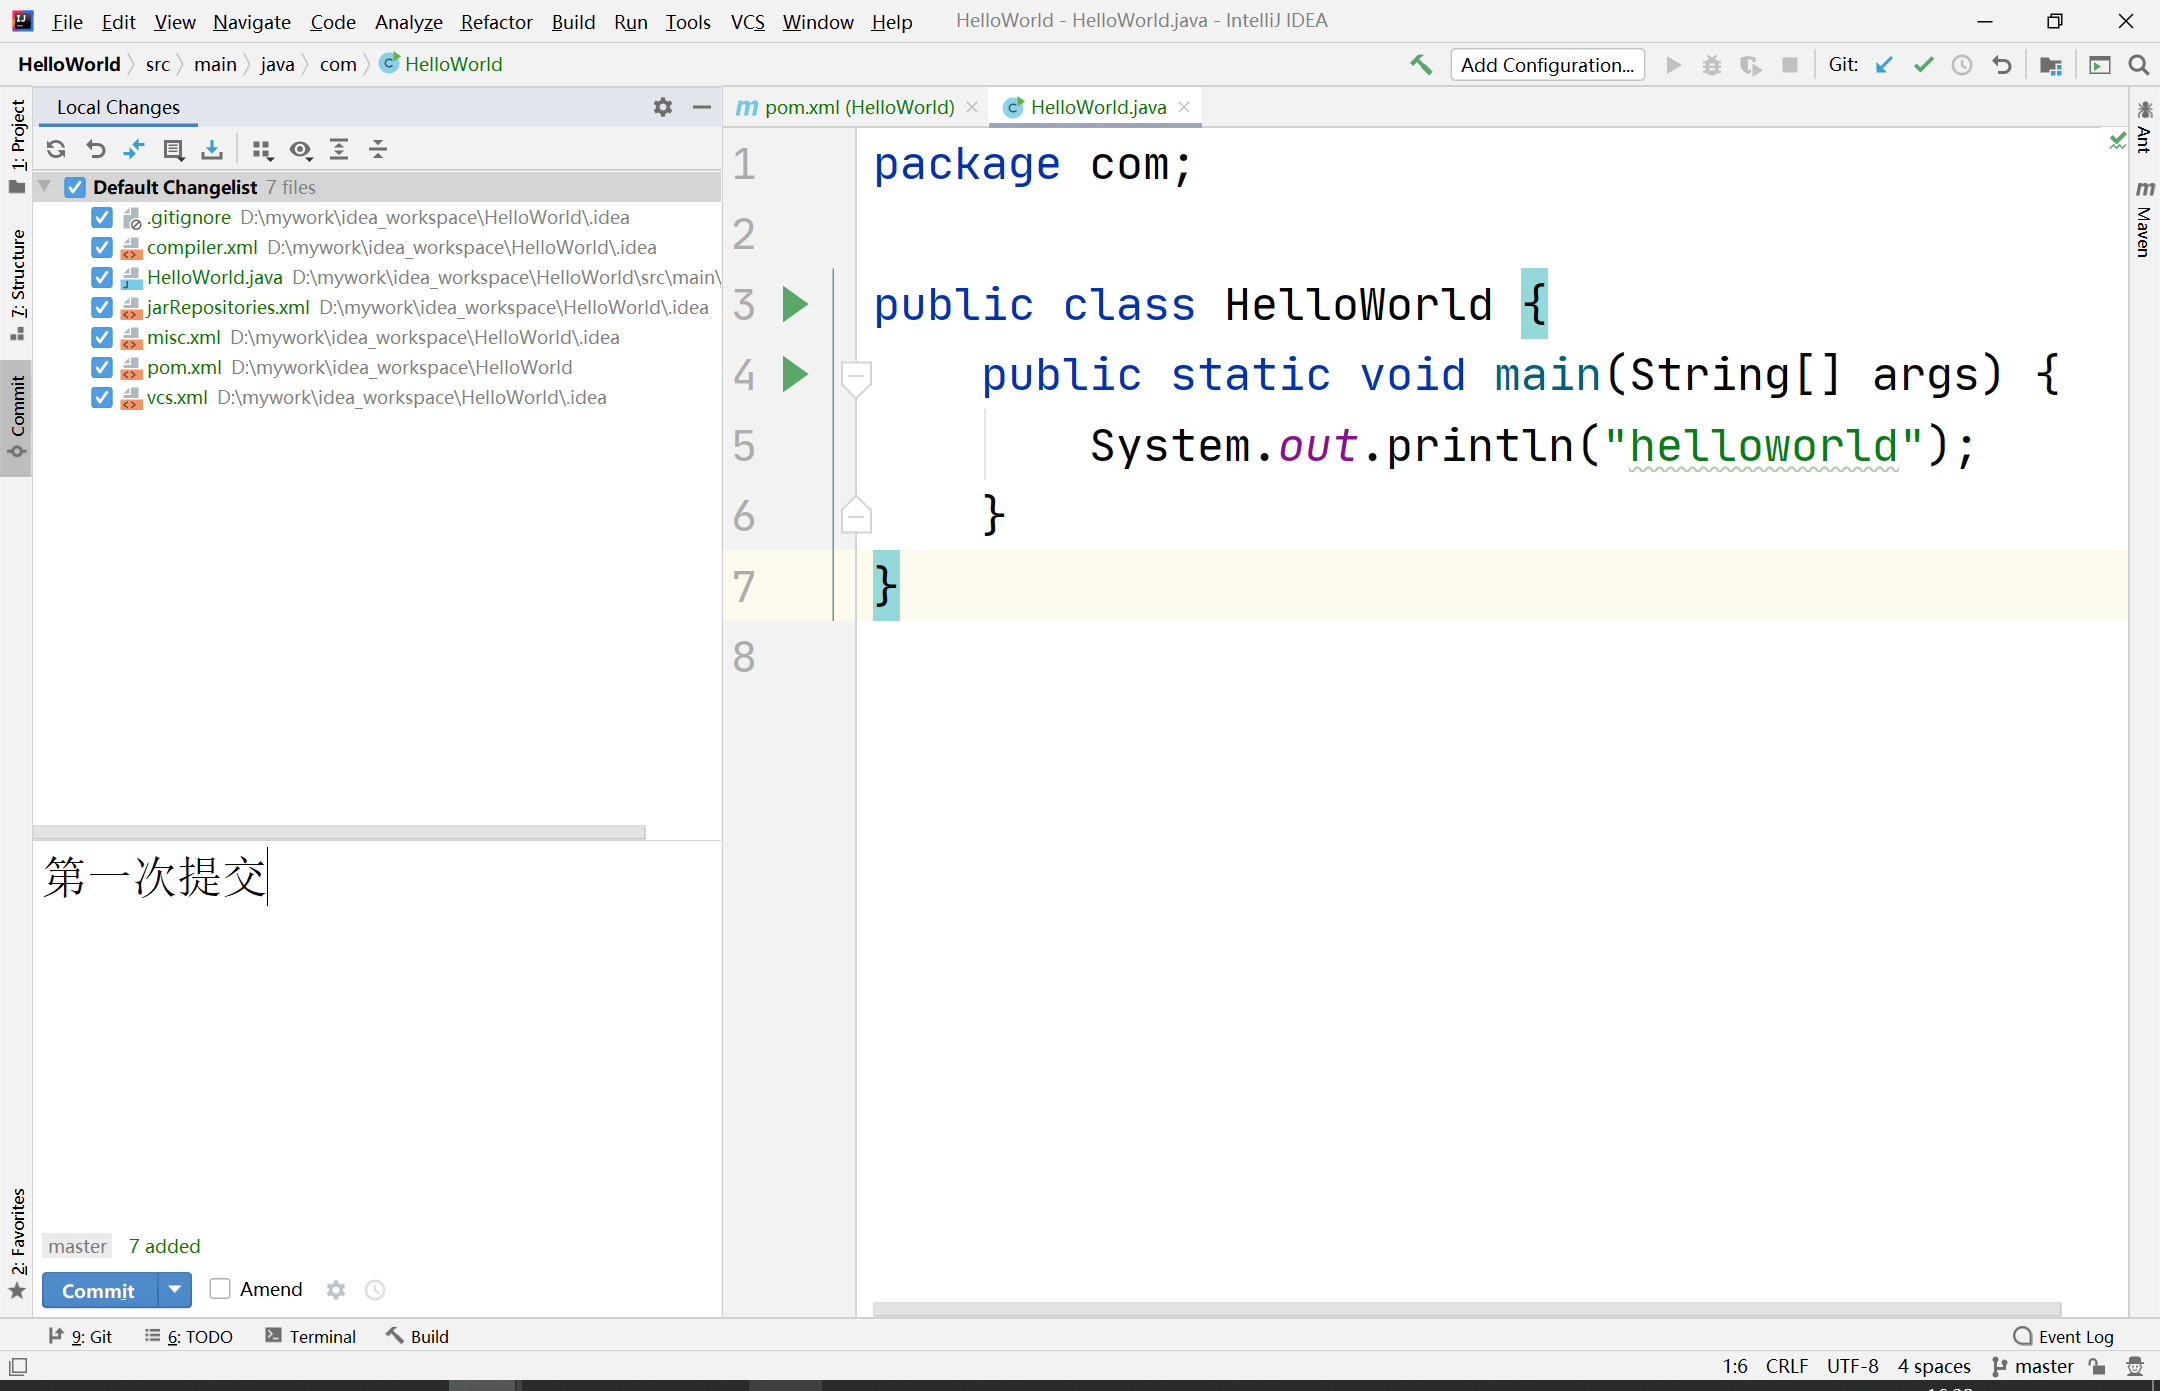 File Edit View Navigate Code Analyze Refactor Build Run Tools VCS Window Help HelloWorld - HelloWorld.java - IntelliJ IDEA
HelloWorld src main java com HelloWorld Add Configuration... Git:
Local Changes
pom.xml (HelloWorld) HelloWorld.java
Default Changelist 7 files
.gitignore D:\mywork\idea_workspace\HelloWorld\.idea
compiler.xml D:\mywork\idea_workspace\HelloWorld\.idea
HelloWorld.java D:\mywork\idea_workspace\HelloWorld\src\main\
jarRepositories.xml D:\mywork\idea_workspace\HelloWorld\.idea
misc.xml D:\mywork\idea_workspace\HelloWorld\.idea
pom.xml D:\mywork\idea_workspace\HelloWorld
vcs.xml D:\mywork\idea_workspace\HelloWorld\.idea
第一次提交
master 7 added
Commit Amend
1 package com;
2
3 public class HelloWorld {
4 public static void main(String[] args) {
5 System.out.println("helloworld");
6 }
7 }
8
1: Project
7: Structure
Commit
2: Favorites
Ant
Maven
9: Git 6: TODO Terminal Build Event Log
1:6 CRLF UTF-8 4 spaces master